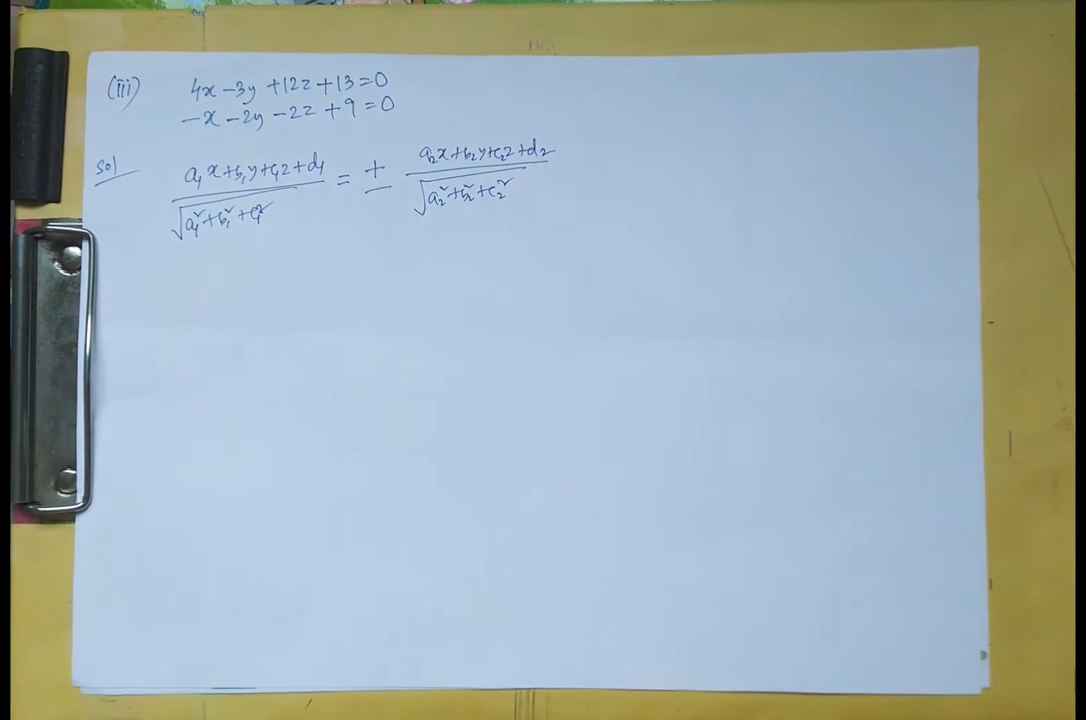 (iii) 4x - 3y + 12z + 13 = 0
-x - 2y - 2z + 9 = 0
Sol a₁x + b₁y + c₁z + d₁ / √a₁² + b₁² + c₁² = ± a₂x + b₂y + c₂z + d₂ / √a₂² + b₂² + c₂²